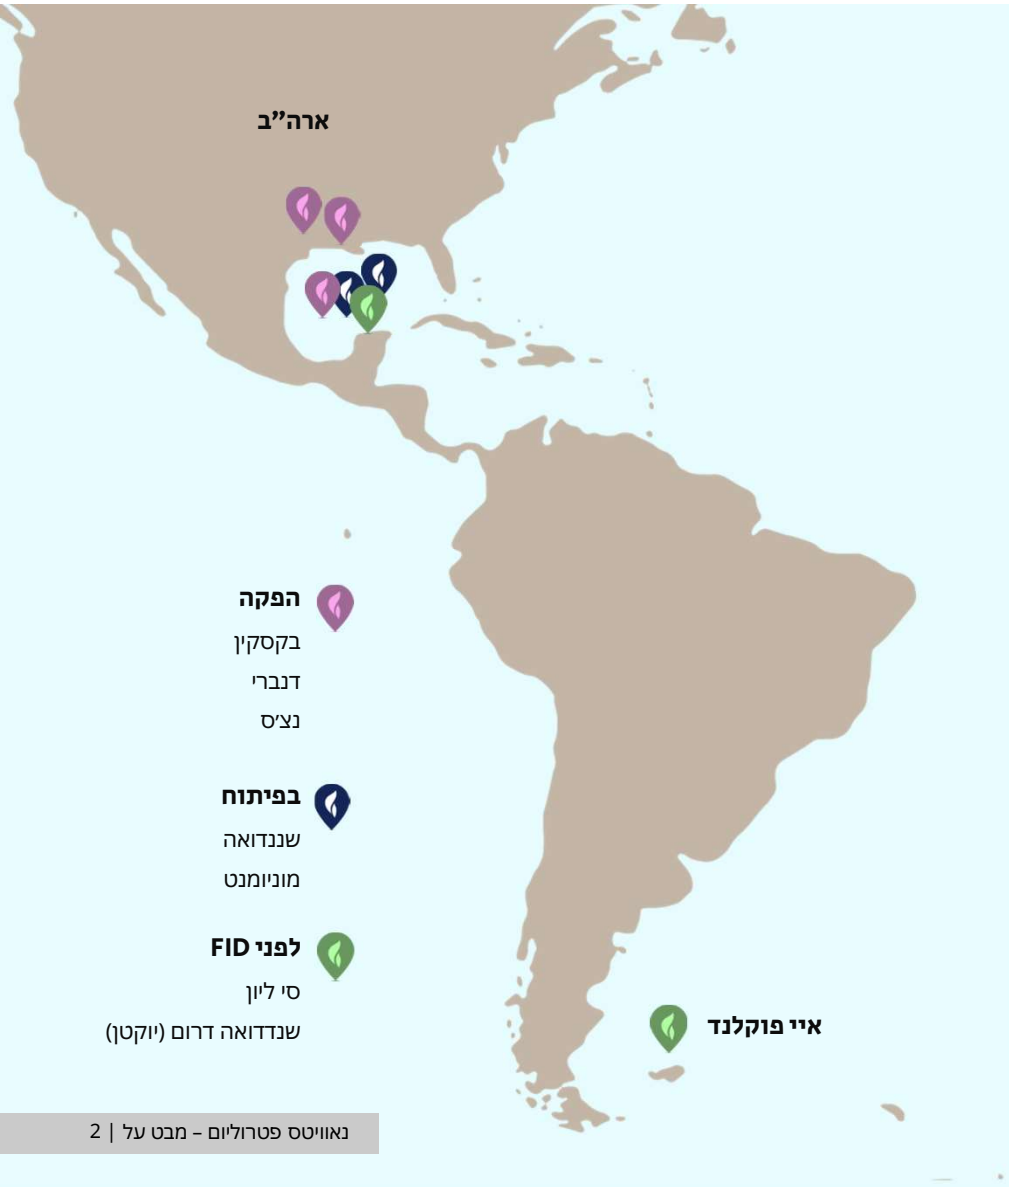 ארה”ב
הפקה
בקסקין
דנברי
נצ׳ס
בפיתוח
שננדואה
מוניומנט
לפני FID
סי ליון
שנדדואה דרום (יוקטן)
איי פוקלנד
נאוויטס פטרוליום – מבט על | 2